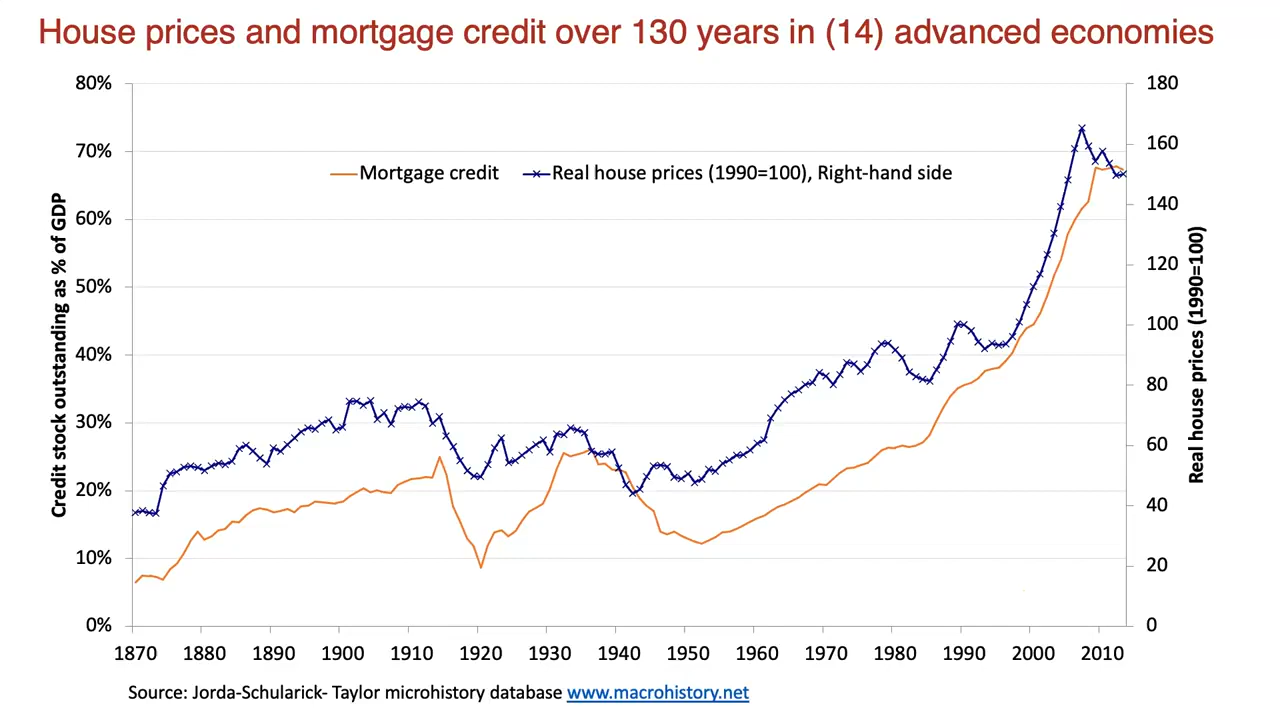 House prices and mortgage credit over 130 years in (14) advanced economies
80%
70%
60%
50%
40%
30%
20%
10%
0%
Credit stock outstanding as % of GDP
Mortgage credit
Real house prices (1990=100), Right-hand side
180
160
140
120
100
80
60
40
20
0
Real house prices (1990=100)
1870 1880 1890 1900 1910 1920 1930 1940 1950 1960 1970 1980 1990 2000 2010
Source: Jorda-Schularick- Taylor microhistory database www.macrohistory.net